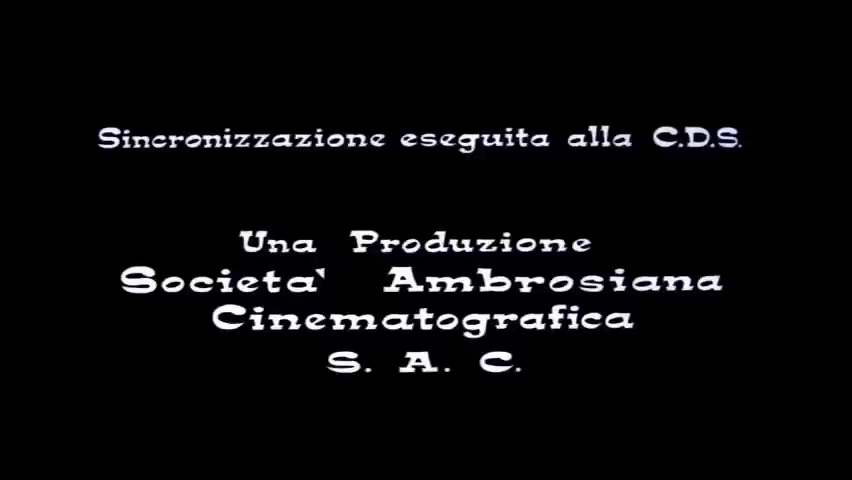 Sincronizzazione eseguita alla C.D.S.
Una Produzione
Societa' Ambrosiana
Cinematografica
S. A. C.